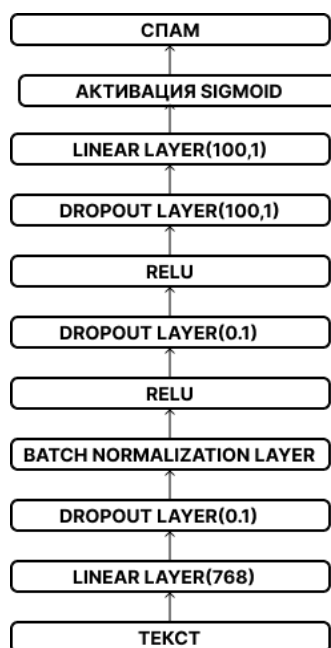 СПАМ
АКТИВАЦИЯ SIGMOID
LINEAR LAYER(100,1)
DROPOUT LAYER(100,1)
RELU
DROPOUT LAYER(0.1)
RELU
BATCH NORMALIZATION LAYER
DROPOUT LAYER(0.1)
LINEAR LAYER(768)
ТЕКСТ